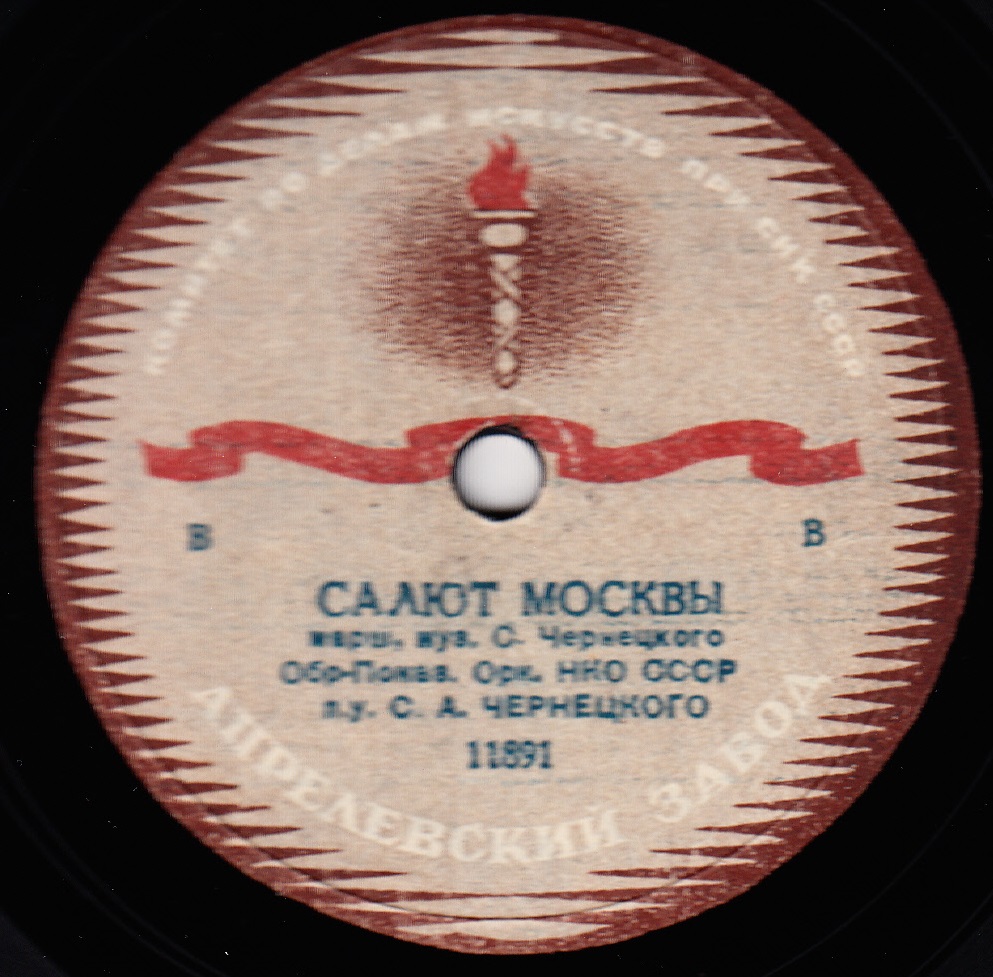 КОМИТЕТ ПО ДЕЛАМ ИСКУССТВ ПРИ СНК СССР
В В
САЛЮТ МОСКВЫ
марш, муз. С. Чернецкого
Обр-Показ. Орк. НКО СССР
п.у. С. А. ЧЕРНЕЦКОГО
11891
АПРЕЛЕВСКИЙ ЗАВОД